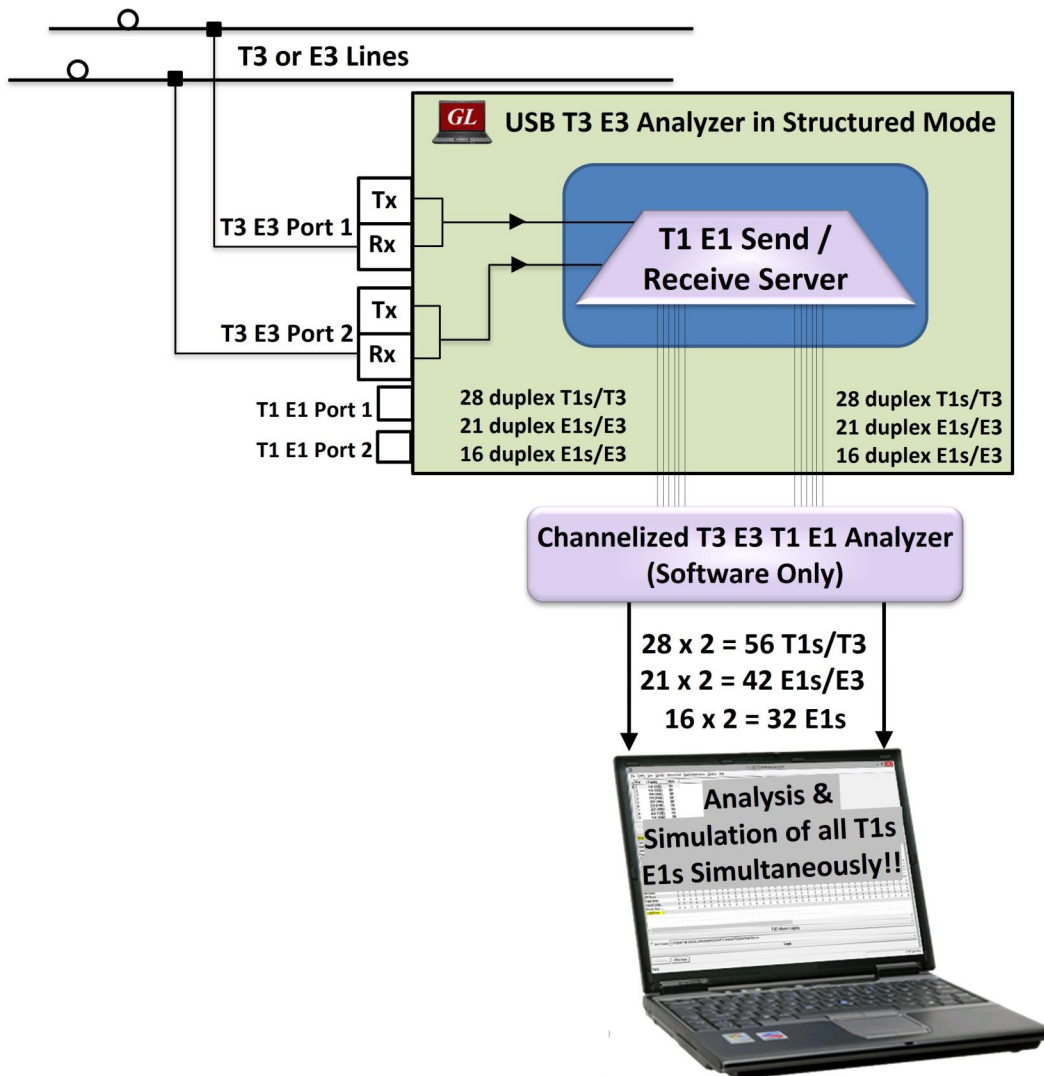 T3 or E3 Lines
GL
USB T3 E3 Analyzer in Structured Mode
Tx
T3 E3 Port 1
Rx
T1 E1 Send /
Receive Server
Tx
T3 E3 Port 2
Rx
T1 E1 Port 1
T1 E1 Port 2
28 duplex T1s/T3
21 duplex E1s/E3
16 duplex E1s/E3
28 duplex T1s/T3
21 duplex E1s/E3
16 duplex E1s/E3
Channelized T3 E3 T1 E1 Analyzer
(Software Only)
28 x 2 = 56 T1s/T3
21 x 2 = 42 E1s/E3
16 x 2 = 32 E1s
Analysis &
Simulation of all T1s
E1s Simultaneously!!